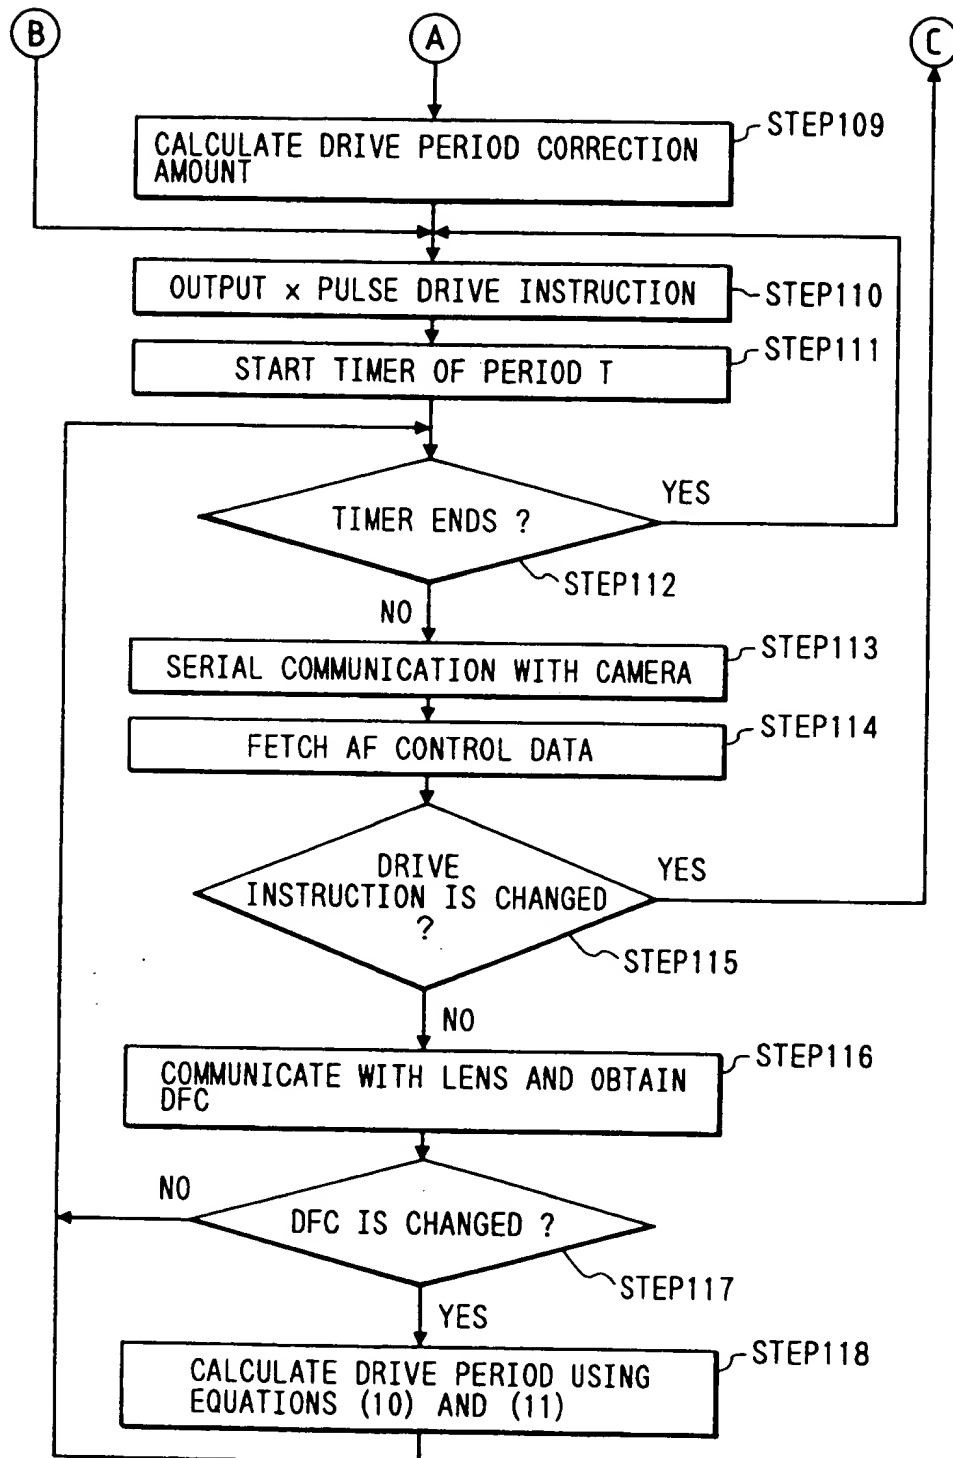 B
A
C
STEP109
CALCULATE DRIVE PERIOD CORRECTION
AMOUNT
OUTPUT x PULSE DRIVE INSTRUCTION
STEP110
STEP111
START TIMER OF PERIOD T
YES
TIMER ENDS ?
STEP112
NO
STEP113
SERIAL COMMUNICATION WITH CAMERA
STEP114
FETCH AF CONTROL DATA
DRIVE
INSTRUCTION IS CHANGED
?
YES
STEP115
NO
STEP116
COMMUNICATE WITH LENS AND OBTAIN
DFC
NO
DFC IS CHANGED ?
STEP117
YES
STEP118
CALCULATE DRIVE PERIOD USING
EQUATIONS (10) AND (11)